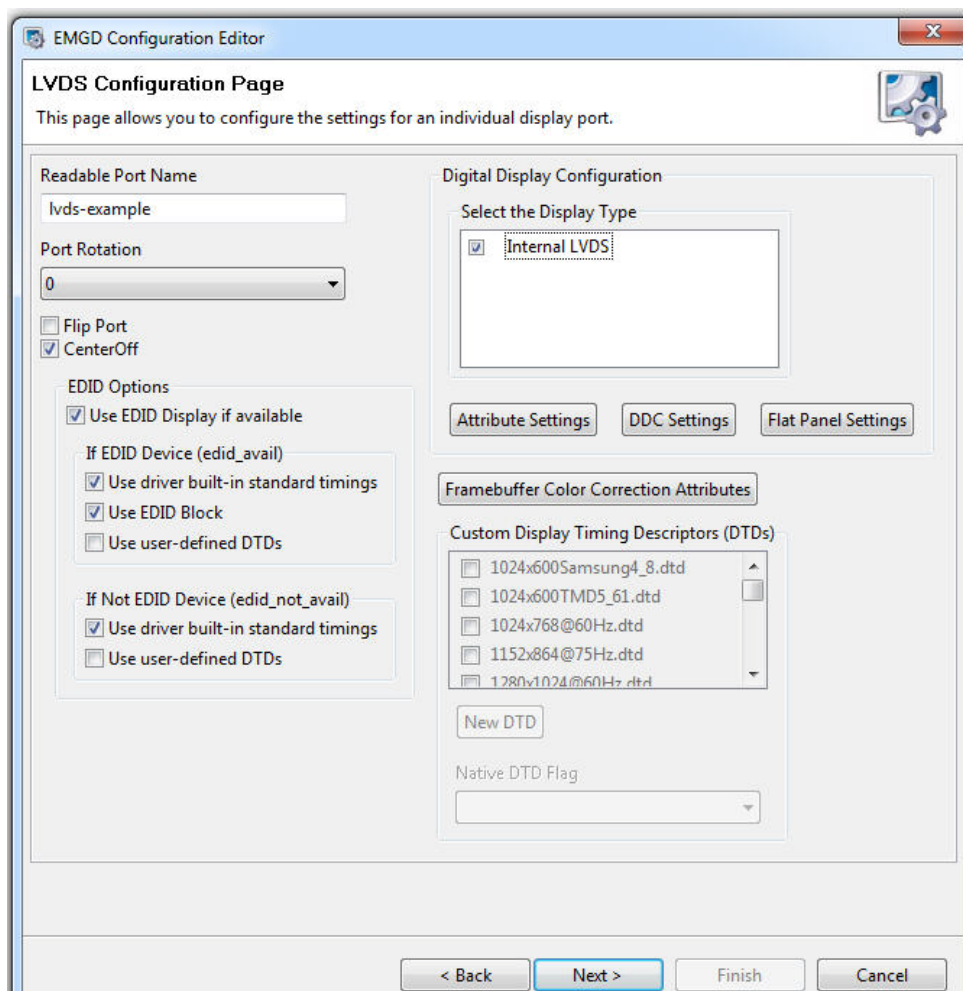 EMGD Configuration Editor
LVDS Configuration Page
This page allows you to configure the settings for an individual display port.
Readable Port Name
lvds-example
Port Rotation
0
Flip Port
CenterOff
EDID Options
Use EDID Display if available
If EDID Device (edid_avail)
Use driver built-in standard timings
Use EDID Block
Use user-defined DTDs
If Not EDID Device (edid_not_avail)
Use driver built-in standard timings
Use user-defined DTDs
Digital Display Configuration
Select the Display Type
Internal LVDS
Attribute Settings
DDC Settings
Flat Panel Settings
Framebuffer Color Correction Attributes
Custom Display Timing Descriptors (DTDs)
1024x600Samsung4_8.dtd
1024x600TMD5_61.dtd
1024x768@60Hz.dtd
1152x864@75Hz.dtd
1280x1024@60Hz.dtd
New DTD
Native DTD Flag
< Back
Next >
Finish
Cancel